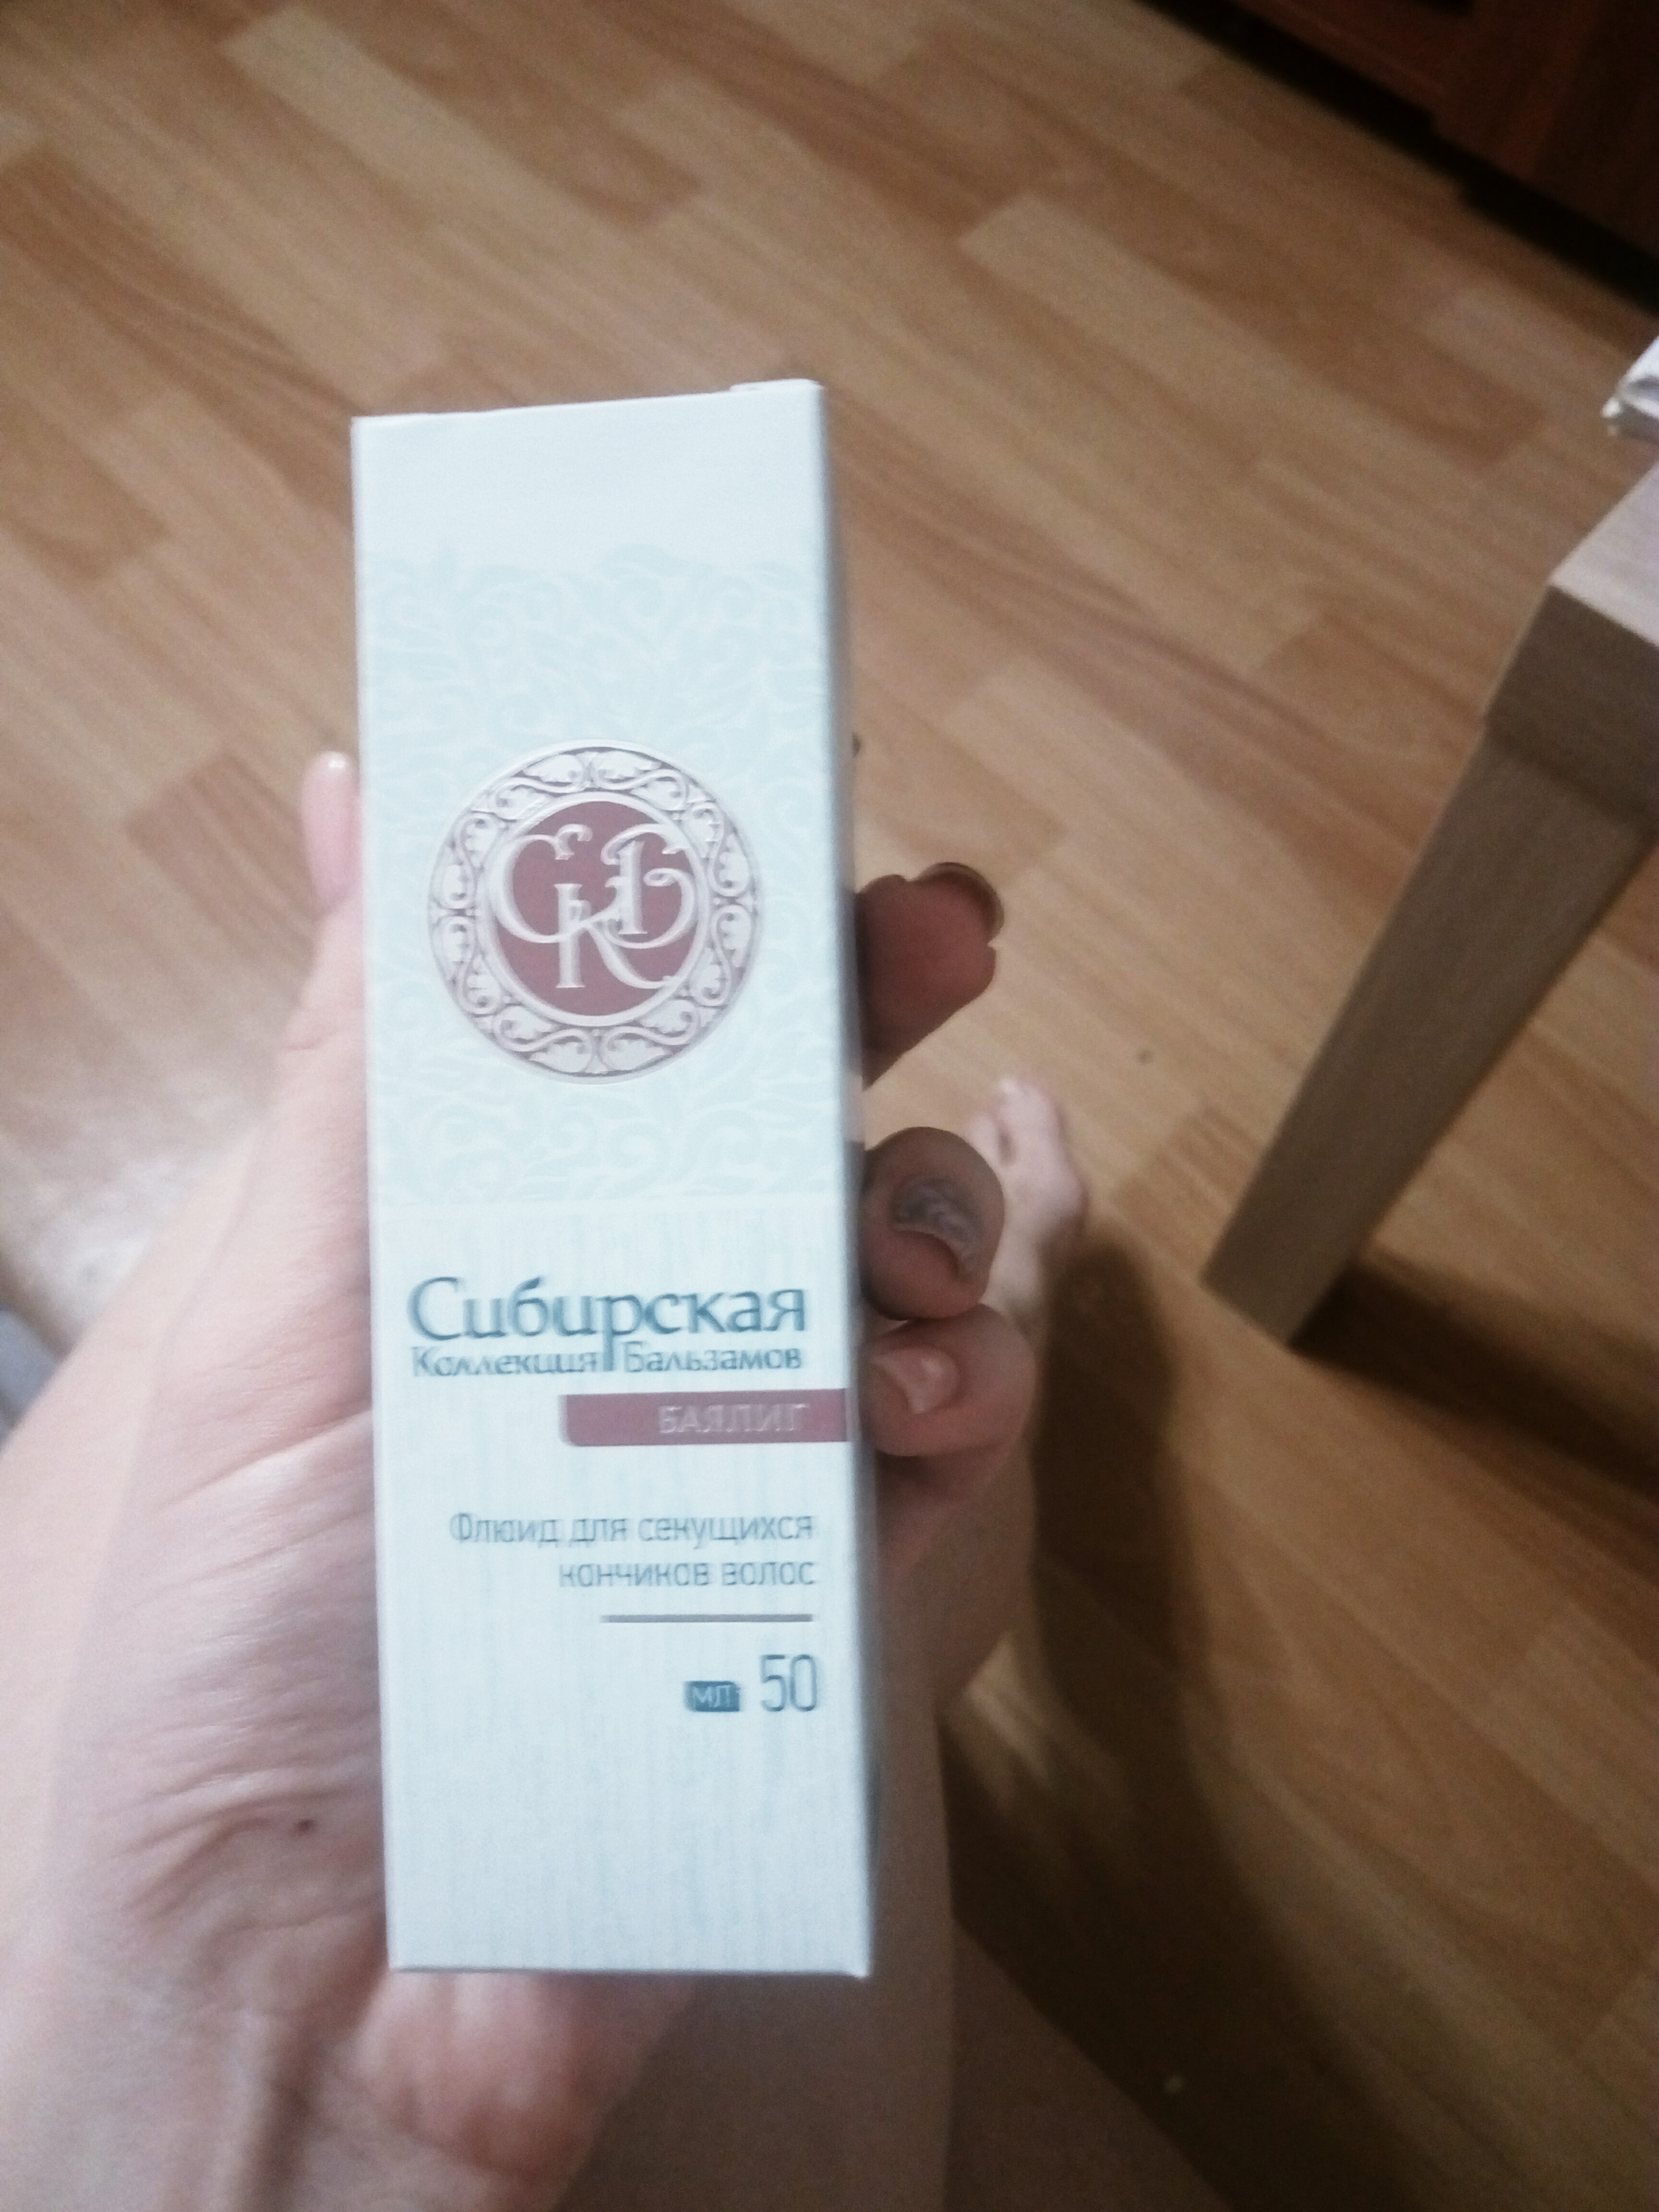 СКБ
Сибирская
Коллекция Бальзамов
БАЯЛИГ
Флюид для секущихся
кончиков волос
мл 50